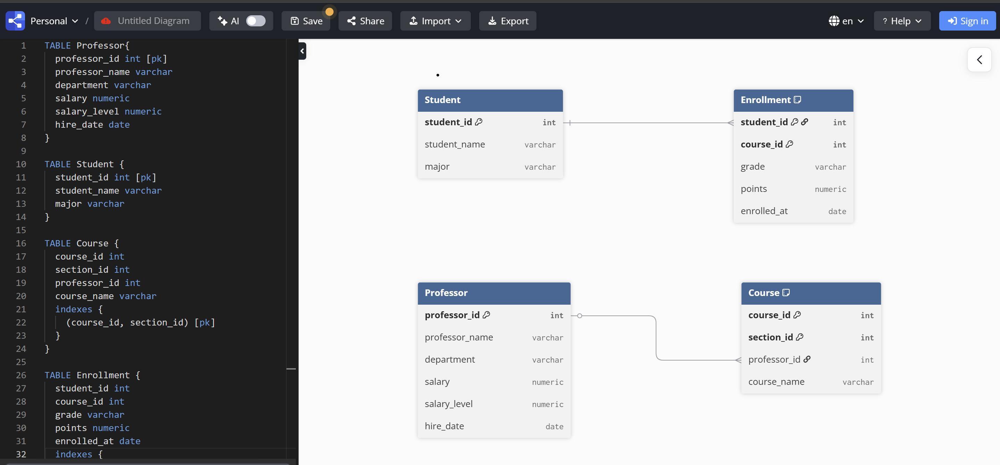 Personal / Untitled Diagram AI Save Share Import Export en ? Help Sign in
1 TABLE Professor{
2 professor_id int [pk]
3 professor_name varchar
4 department varchar
5 salary numeric
6 salary_level numeric
7 hire_date date
8 }
9
10 TABLE Student {
11 student_id int [pk]
12 student_name varchar
13 major varchar
14 }
15
16 TABLE Course {
17 course_id int
18 section_id int
19 professor_id int
20 course_name varchar
21 indexes {
22 (course_id, section_id) [pk]
23 }
24 }
25
26 TABLE Enrollment {
27 student_id int
28 course_id int
29 grade varchar
30 points numeric
31 enrolled_at date
32 indexes {
Student
student_id int
student_name varchar
major varchar
Enrollment
student_id int
course_id int
grade varchar
points numeric
enrolled_at date
Professor
professor_id int
professor_name varchar
department varchar
salary numeric
salary_level numeric
hire_date date
Course
course_id int
section_id int
professor_id int
course_name varchar